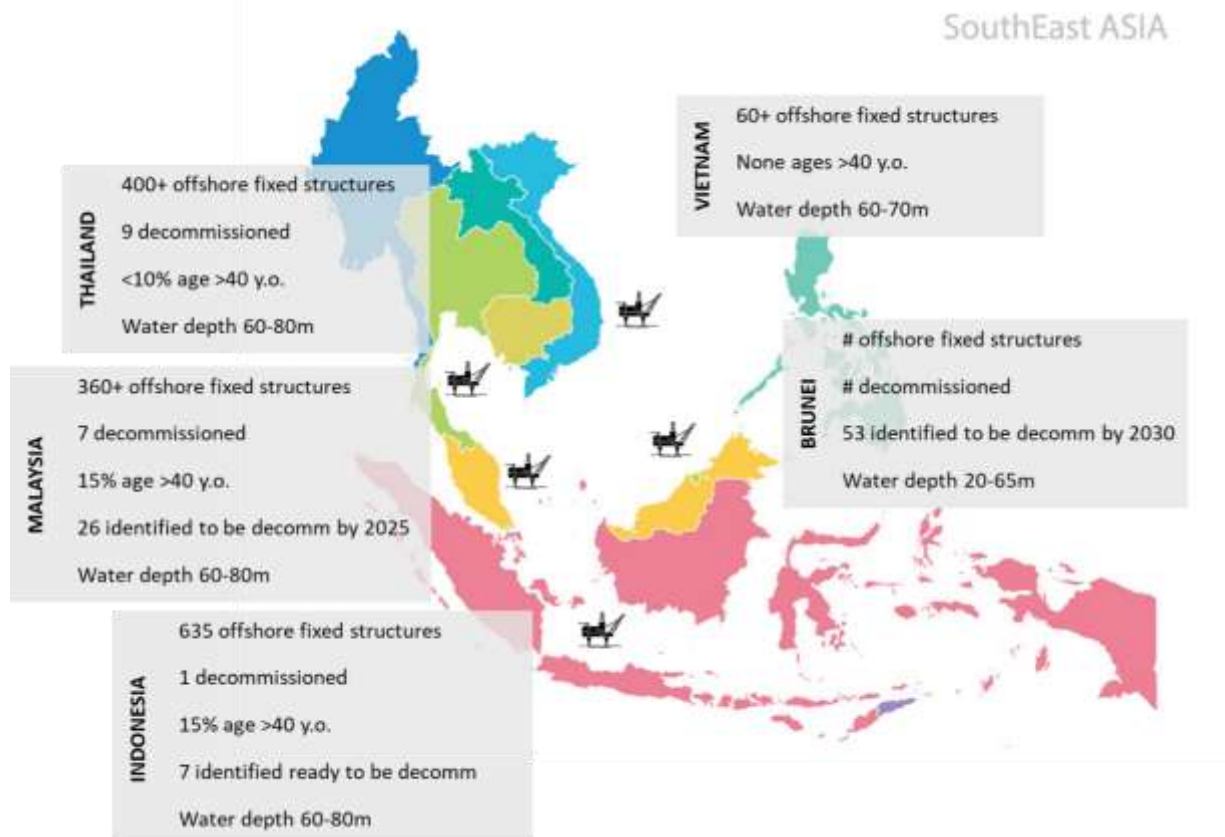 SouthEast ASIA
VIETNAM
60+ offshore fixed structures
None ages >40 y.o.
Water depth 60-70m
THAILAND
400+ offshore fixed structures
9 decommissioned
<10% age >40 y.o.
Water depth 60-80m
BRUNEI
# offshore fixed structures
# decommissioned
53 identified to be decomm by 2030
Water depth 20-65m
MALAYSIA
360+ offshore fixed structures
7 decommissioned
15% age >40 y.o.
26 identified to be decomm by 2025
Water depth 60-80m
INDONESIA
635 offshore fixed structures
1 decommissioned
15% age >40 y.o.
7 identified ready to be decomm
Water depth 60-80m